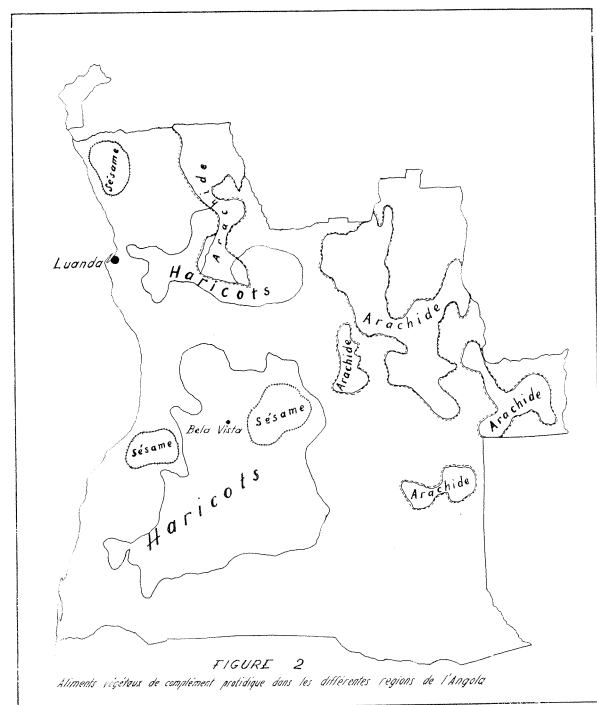 Sésame
Arachide
Luanda
Haricots
Arachide
Arachide
Arachide
Sésame
Bela Vista
Sésame
Arachide
Haricots
FIGURE 2
Aliments végétaux de complément protidique dans les différentes régions de l'Angola